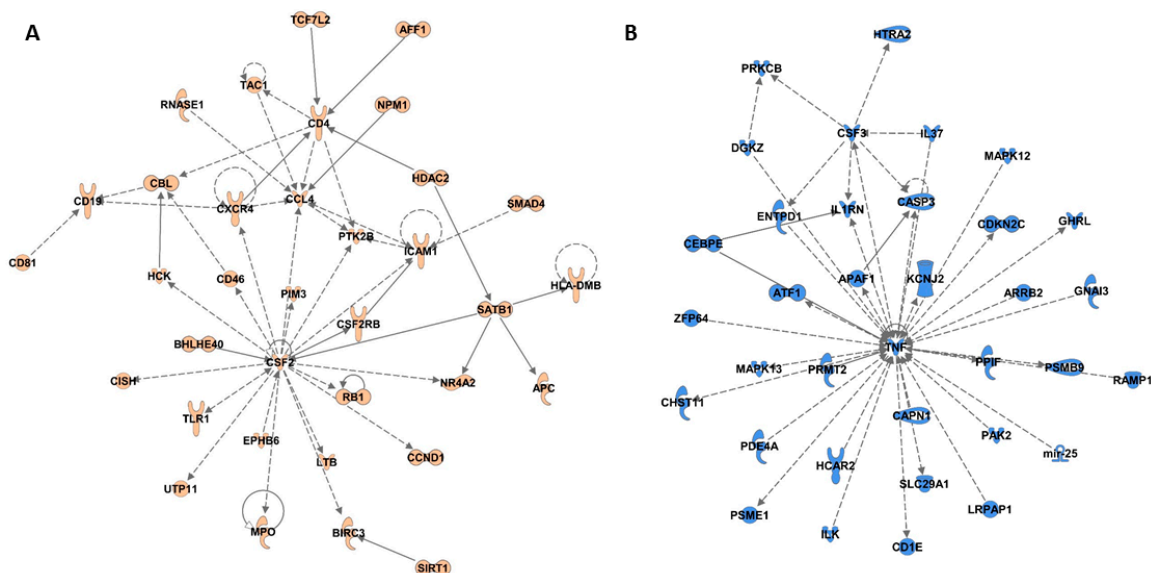 A
TCF7L2
AFF1
TAC1
RNASE1
NPM1
CD4
CBL
HDAC2
CD19
CXCR4
CCL4
SMAD4
PTK2B
ICAM1
CD81
HCK
CD46
PIM3
HLA-DMB
CSF2RB
SATB1
BHLHE40
CSF2
CISH
NR4A2
APC
RB1
TLR1
EPHB6
LTB
CCND1
UTP11
MPO
BIRC3
SIRT1
B
HTRA2
PRKCB
CSF3
IL37
DGKZ
MAPK12
ENTPD1
IL1RN
CASP3
CDKN2C
GHRL
CEBPE
APAF1
KCNJ2
ATF1
ARRB2
GNAI3
ZFP64
TNF
MAPK13
PRMT2
PPIF
PSMB9
RAMP1
CHST11
CAPN1
PDE4A
PAK2
mir-25
HCAR2
SLC29A1
PSME1
LRPAP1
ILK
CD1E